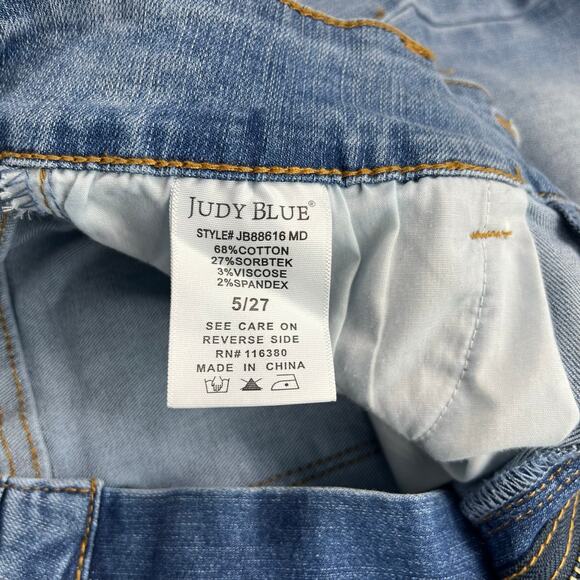 JUDY BLUE®
STYLE# JB88616 MD
68%COTTON
27%SORBTEK
3%VISCOSE
2%SPANDEX
5/27
SEE CARE ON
REVERSE SIDE
RN# 116380
MADE IN CHINA